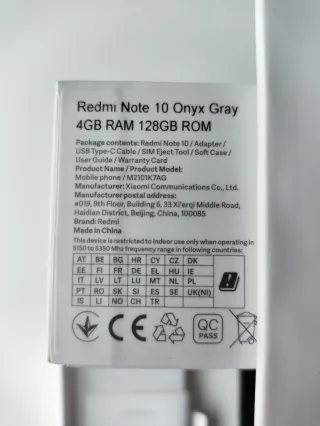 Redmi Note 10 Onyx Gray
4GB RAM 128GB ROM
Package contents: Redmi Note 10 / Adapter /
USB Type-C Cable / SIM Eject Tool / Soft Case /
User Guide / Warranty Card
Product Name / Product Model:
Mobile phone / M2101K7AG
Manufacturer: Xiaomi Communications Co., Ltd.
Manufacturer postal address:
#019, 9th Floor, Building 6, 33 Xi'erqi Middle Road,
Haidian District, Beijing, China, 100085
Brand: Redmi
Made in China
This device is restricted to indoor use only when operating in
5150 to 5350 Mhz frequency range in following countries:
AT BE BG HR CY CZ DK
EE FI FR DE EL HU IE
IT LV LT LU MT NL PL
PT RO SK SI ES SE UK(NI)
IS LI NO CH TR
CE
QC
PASS